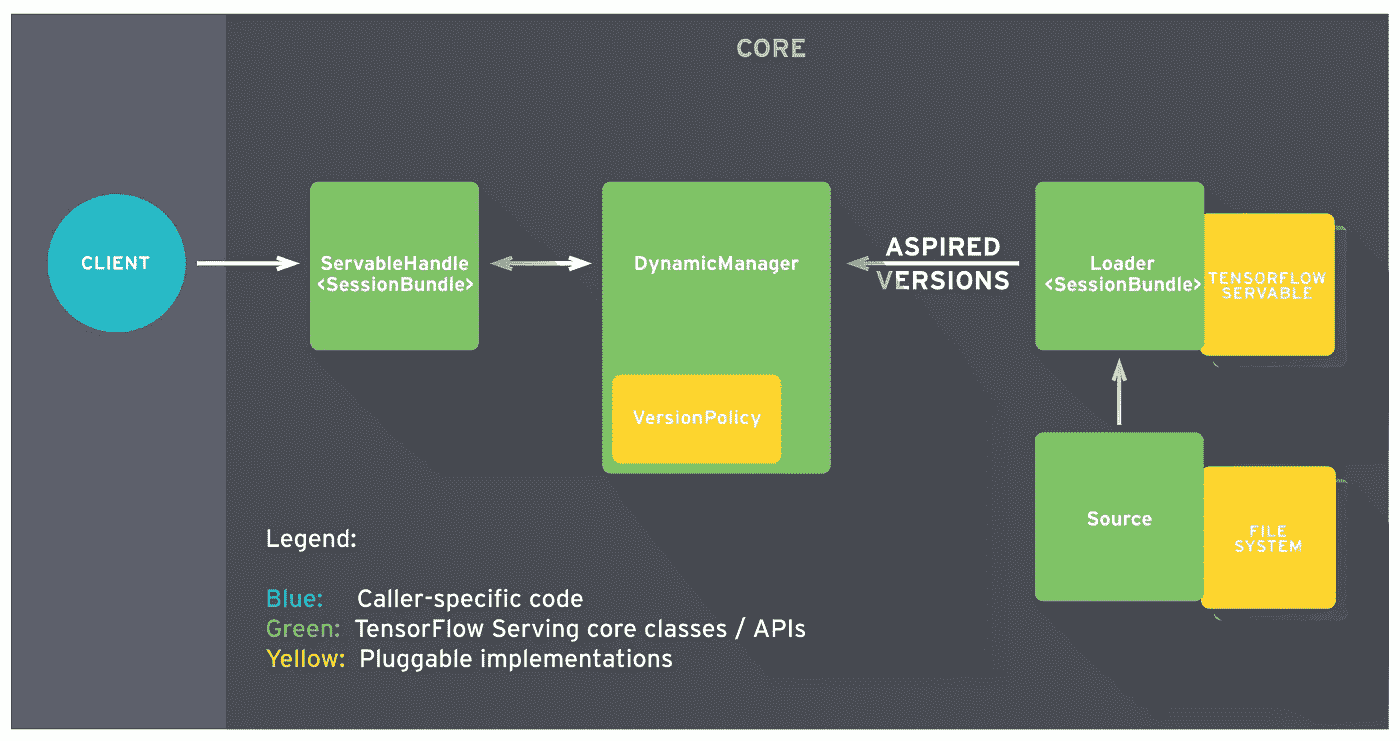 CORE
CLIENT
ServableHandle
<SessionBundle>
DynamicManager
VersionPolicy
ASPIRED
VERSIONS
Loader
<SessionBundle>
TENSORFLOW
SERVABLE
Source
FILE
SYSTEM
Legend:
Blue: Caller-specific code
Green: TensorFlow Serving core classes / APIs
Yellow: Pluggable implementations